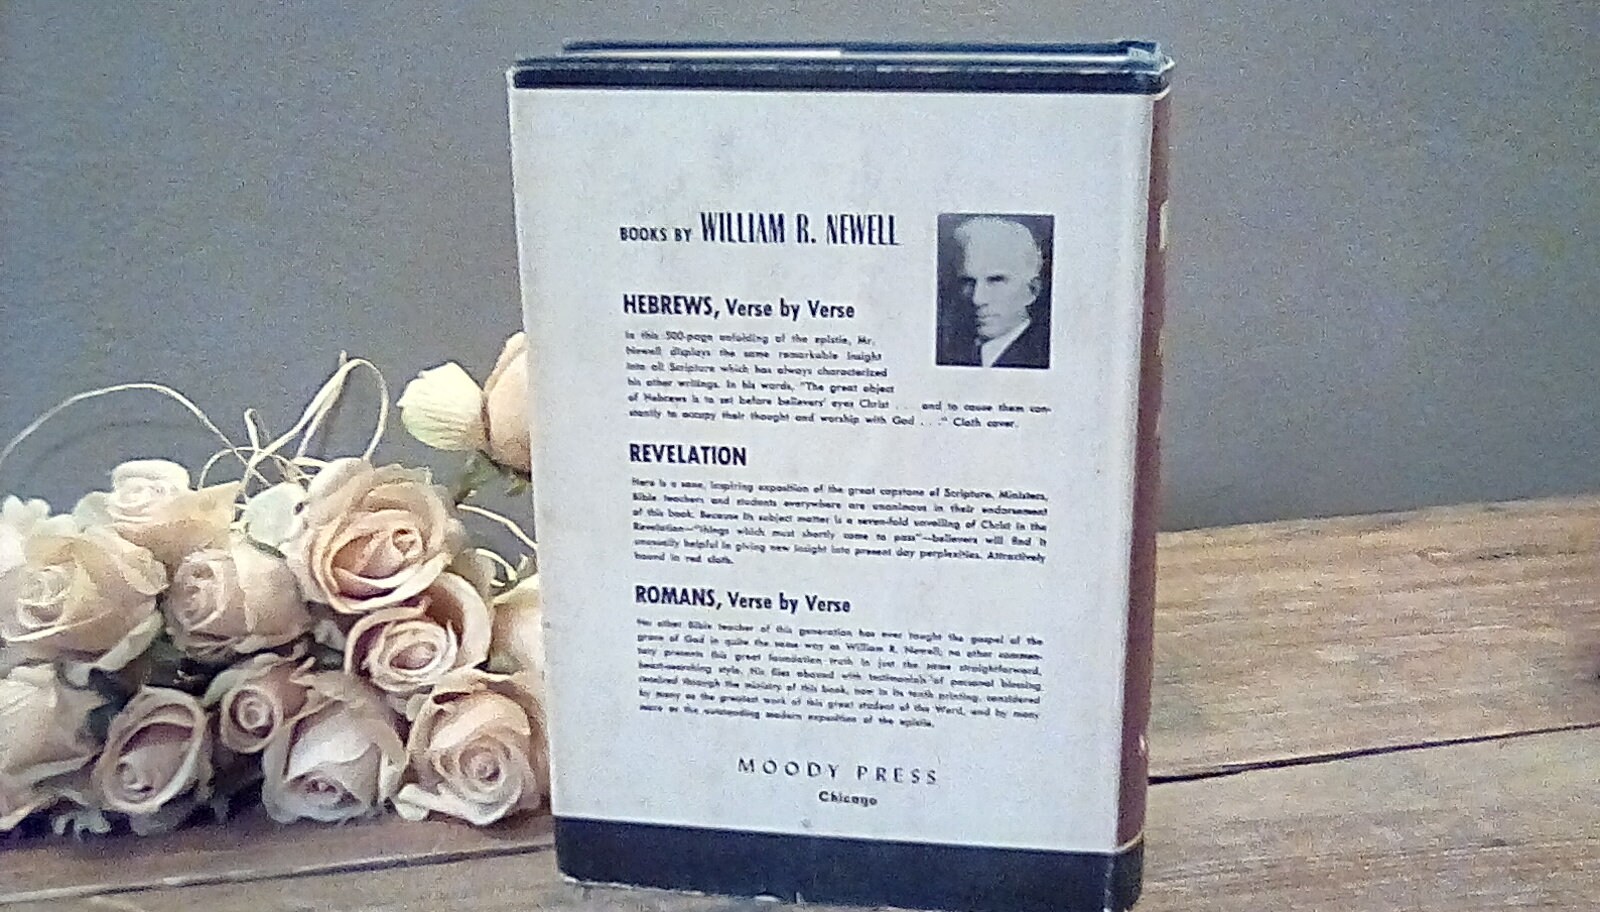 BOOKS BY WILLIAM R. NEWELL
HEBREWS, Verse by Verse
In this 500-page unfolding of the epistle, Mr.
Newell displays the same remarkable insight
into all Scripture which has always characterized
his other writings. In his words, "The great object
of Hebrews is to set before believers' eyes Christ . . . and to cause them con-
stantly to occupy their thought and worship with God . . ." Cloth cover.
REVELATION
Here is a sane, inspiring exposition of the great capstone of Scripture. Ministers,
Bible teachers and students everywhere are unanimous in their endorsement
of this book. Because its subject matter is a seven-fold unveiling of Christ in the
Revelation—"things which must shortly come to pass"—believers will find it
unusually helpful in giving new insight into present day perplexities. Attractively
bound in red cloth.
ROMANS, Verse by Verse
No other Bible teacher of this generation has ever taught the gospel of the
grace of God in quite the same way as William R. Newell; no other commen-
tary presents this great foundation truth in just the same straightforward,
heart-searching style. His files abound with testimonials of personal blessing
received through the ministry of this book, now in its tenth printing, considered
by many as the greatest work of this great student of the Word, and by many
more as the outstanding modern exposition of the epistle.
MOODY PRESS
Chicago